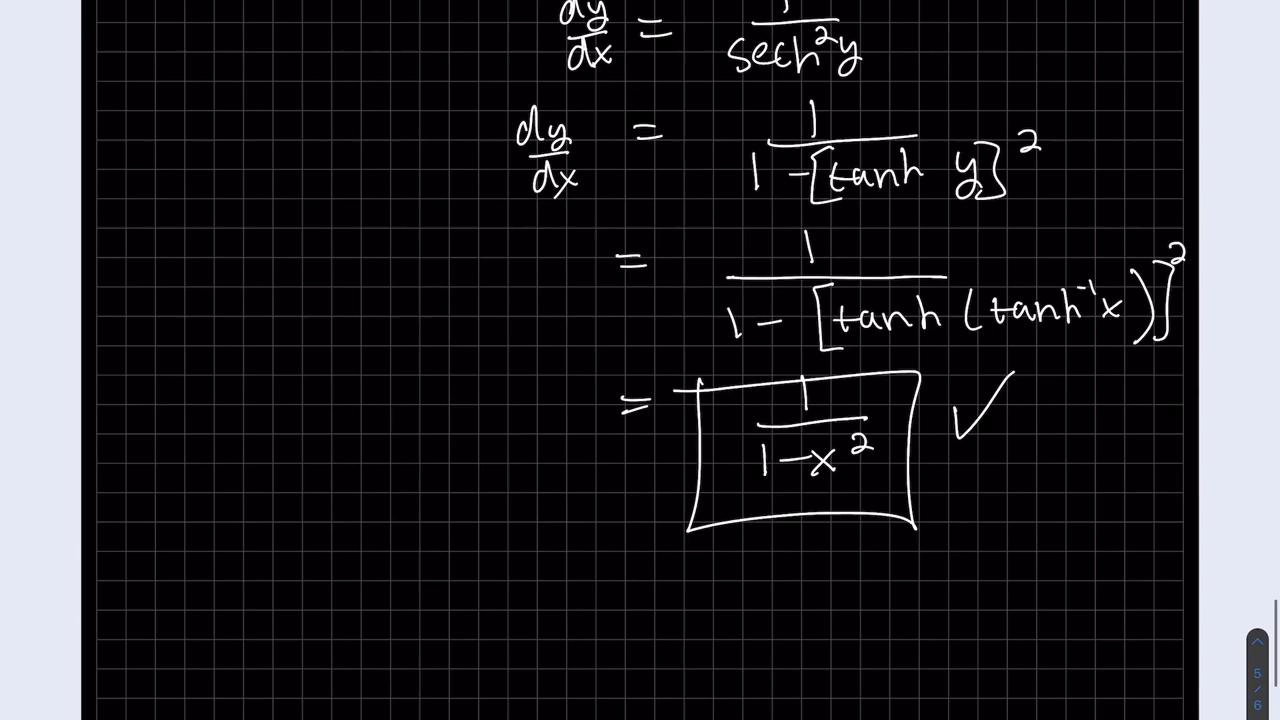 dy/dx = 1/sech²y
dy/dx = 1/1 - [tanh y]²
= 1/1 - [tanh (tanh⁻¹x)]²
= 1/1-x² ✓
5 / 6